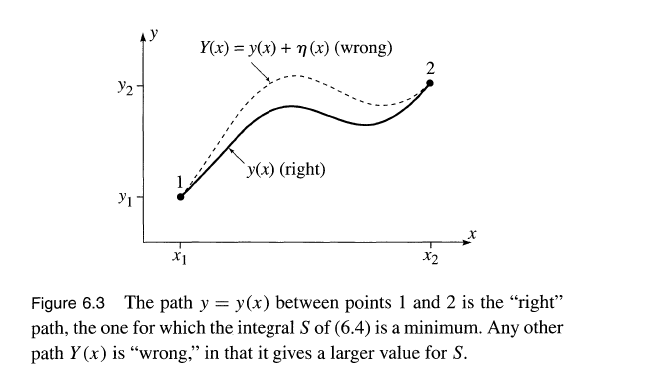 y
Y(x) = y(x) + η(x) (wrong)
2
y₂
y(x) (right)
1
y₁
x
x₁
x₂
Figure 6.3 The path y = y(x) between points 1 and 2 is the “right”
path, the one for which the integral S of (6.4) is a minimum. Any other
path Y(x) is “wrong,” in that it gives a larger value for S.